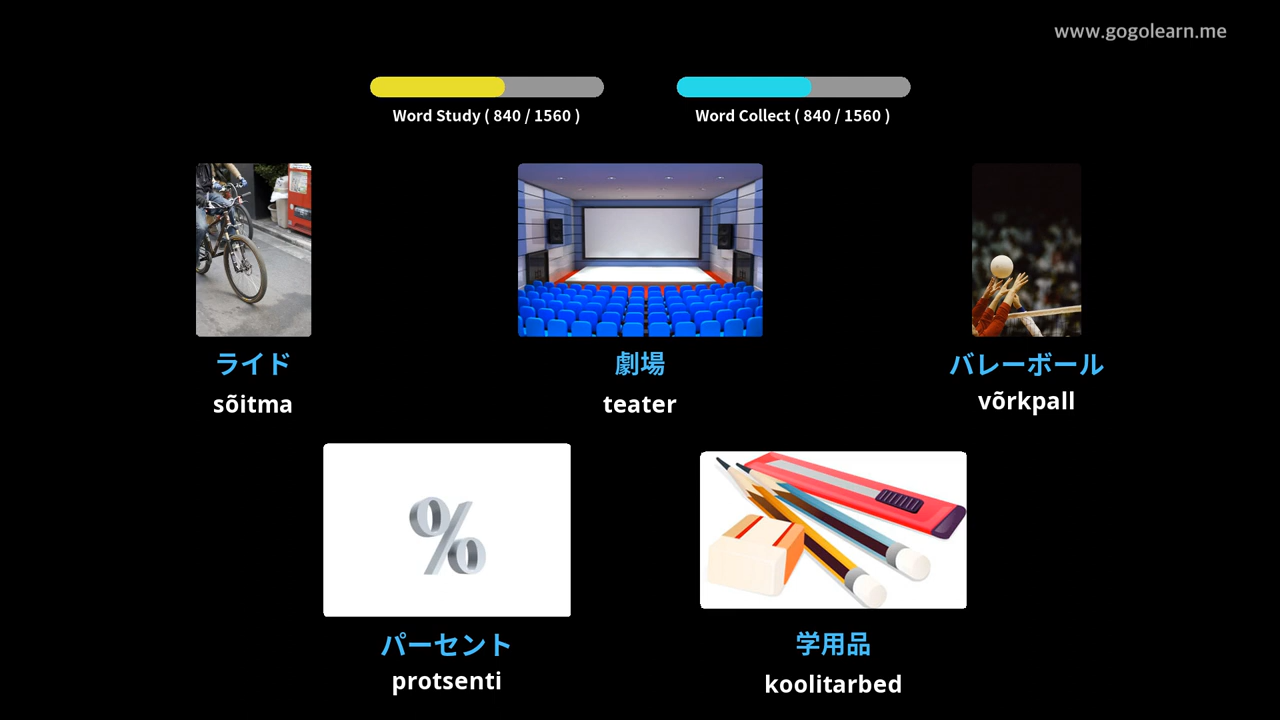 www.gogolearn.me
Word Study ( 840 / 1560 )
Word Collect ( 840 / 1560 )
ライド
sõitma
劇場
teater
バレーボール
võrkpall
%
パーセント
protsenti
学用品
koolitarbed